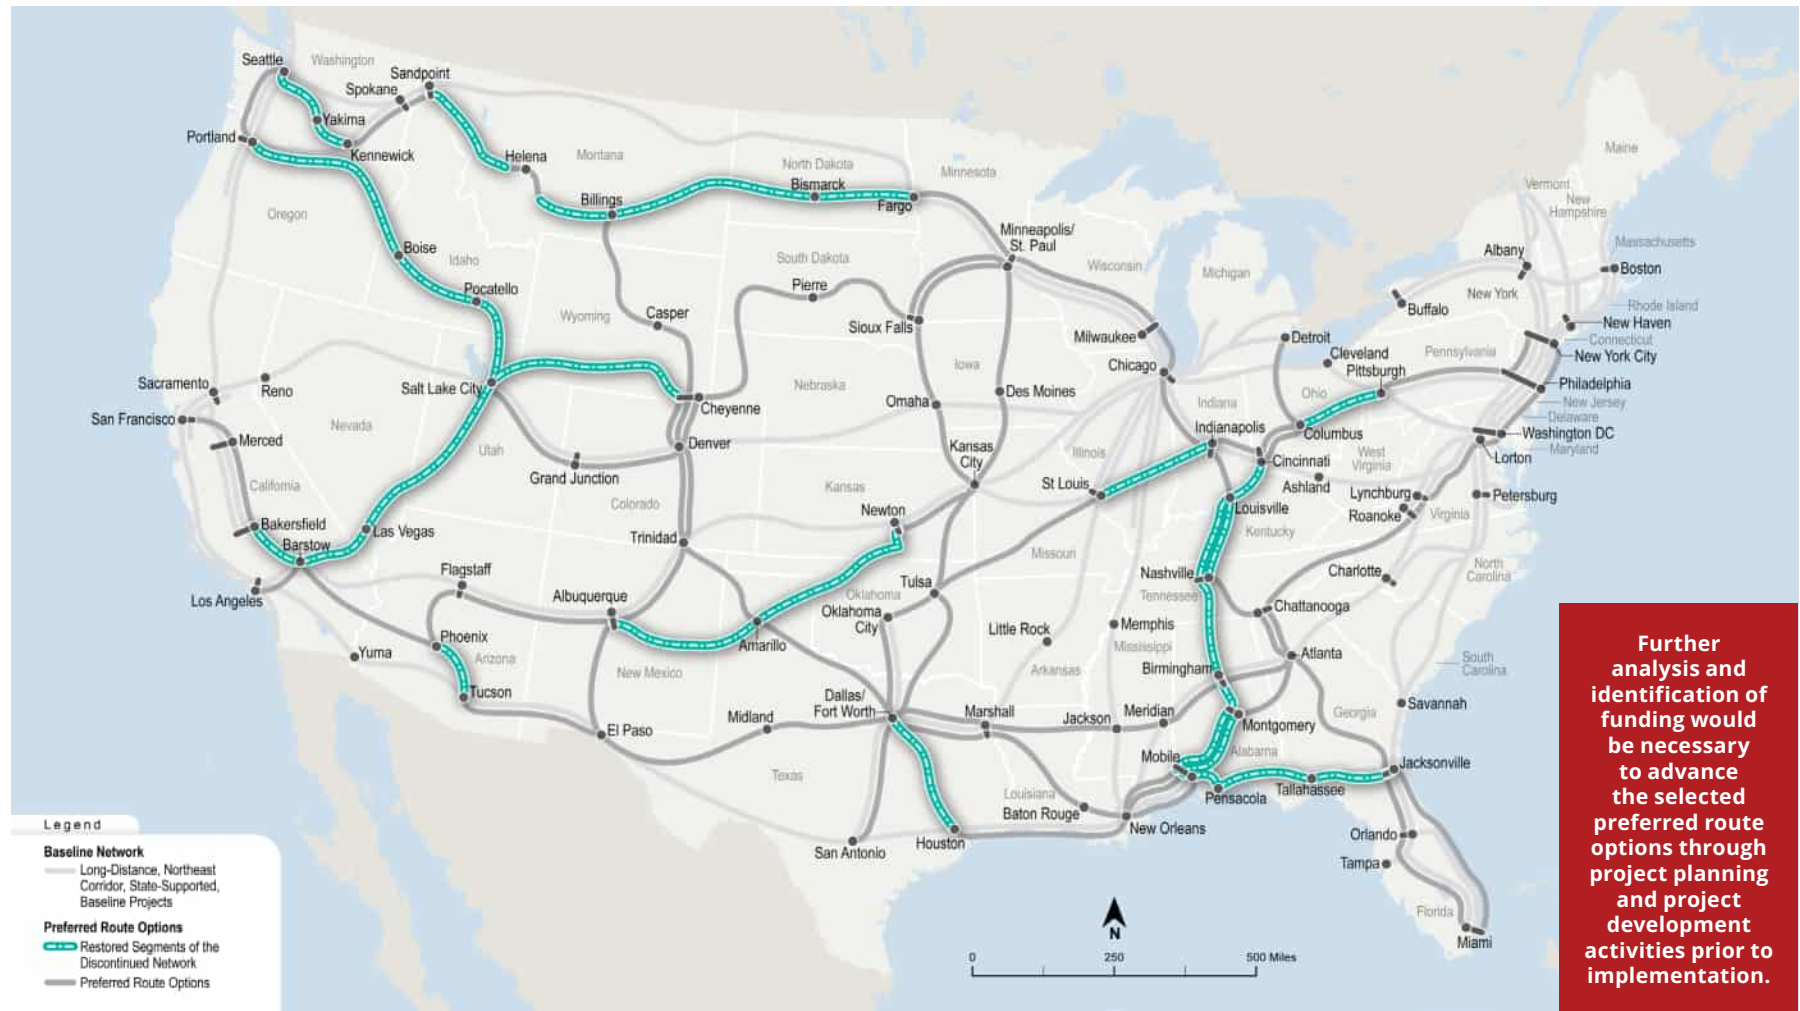 Seattle
Washington
Sandpoint
Spokane
Yakima
Portland
Kennewick
Helena
Montana
North Dakota
Minnesota
Maine
Billings
Bismarck
Fargo
Vermont
New
Hampshire
Oregon
Boise
Idaho
Minneapolis/
St. Paul
Albany
Massachusetts
Boston
South Dakota
Wisconsin
Michigan
Pocatello
Pierre
New York
Buffalo
Rhode Island
Wyoming
Casper
Sioux Falls
Milwaukee
Detroit
New Haven
Connecticut
New York City
Cleveland
Pittsburgh
Pennsylvania
Chicago
Iowa
Sacramento
Reno
Salt Lake City
Nebraska
Des Moines
Omaha
Cheyenne
Indiana
Ohio
Philadelphia
New Jersey
Delaware
San Francisco
Nevada
Merced
Utah
Denver
Kansas
City
Illinois
Indianapolis
Columbus
Washington DC
Maryland
Cincinnati
West
Virginia
Lorton
Grand Junction
California
Colorado
Kansas
St Louis
Ashland
Lynchburg
Petersburg
Roanoke
Virginia
Louisville
Kentucky
Newton
Bakersfield
Barstow
Las Vegas
Trinidad
Missouri
Flagstaff
Nashville
Tennessee
Charlotte
North
Carolina
Los Angeles
Albuquerque
Tulsa
Oklahoma
Oklahoma
City
Chattanooga
Little Rock
Memphis
Mississippi
Phoenix
Arizona
Amarillo
Yuma
New Mexico
Arkansas
Birmingham
Atlanta
South
Carolina
Tucson
Dallas/
Fort Worth
Midland
Marshall
Jackson
Meridian
Montgomery
Georgia
Savannah
El Paso
Texas
Mobile
Alabama
Jacksonville
Louisiana
Baton Rouge
Pensacola
Tallahassee
New Orleans
Houston
San Antonio
Orlando
Tampa
Florida
Miami
Legend
Baseline Network
Long-Distance, Northeast
Corridor, State-Supported,
Baseline Projects
Preferred Route Options
Restored Segments of the
Discontinued Network
Preferred Route Options
N
0 250 500 Miles
Further
analysis and
identification of
funding would
be necessary
to advance
the selected
preferred route
options through
project planning
and project
development
activities prior to
implementation.